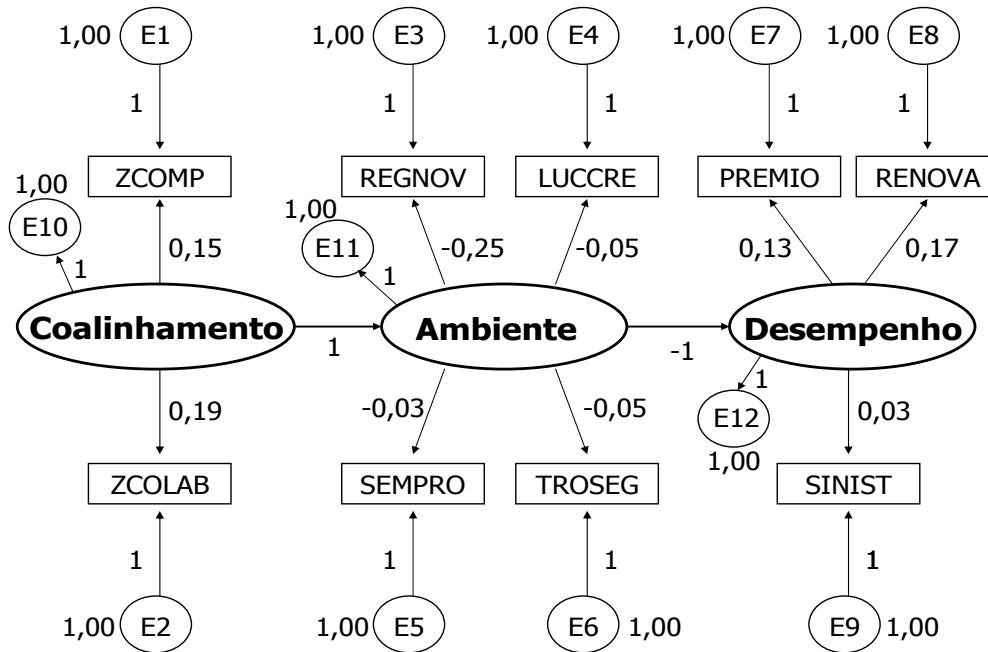 1,00 E1 1,00 E3 1,00 E4 1,00 E7 1,00 E8
1 1 1 1 1
ZCOMP REGNOV LUCCRE PREMIO RENOVA
1,00
E10
1
0,15
1,00
E11
1
-0,25 -0,05 0,13 0,17
Coalinhamento Ambiente Desempenho
1 -1
0,19 -0,03 -0,05
1
E12
1,00
0,03
ZCOLAB SEMPRO TROSEG SINIST
1 1 1 1
1,00 E2 1,00 E5 E6 1,00 E9 1,00